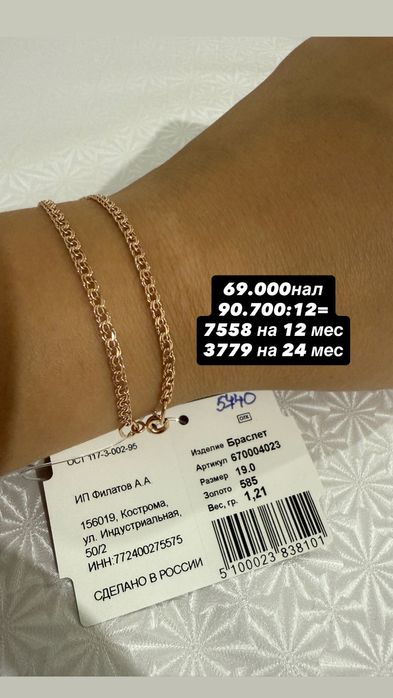 69.000нал
90.700:12=
7558 на 12 мес
3779 на 24 мес
5440
ОТК
ОСТ 117-3-002-95
ИП Филатов А.А
156019, Кострома,
ул. Индустриальная,
50/2
ИНН:772400275575
СДЕЛАНО В РОССИИ
Изделие Браслет
Артикул 670004023
Размер 19.0
Золото 585
Вес, гр. 1,21
5100023838101